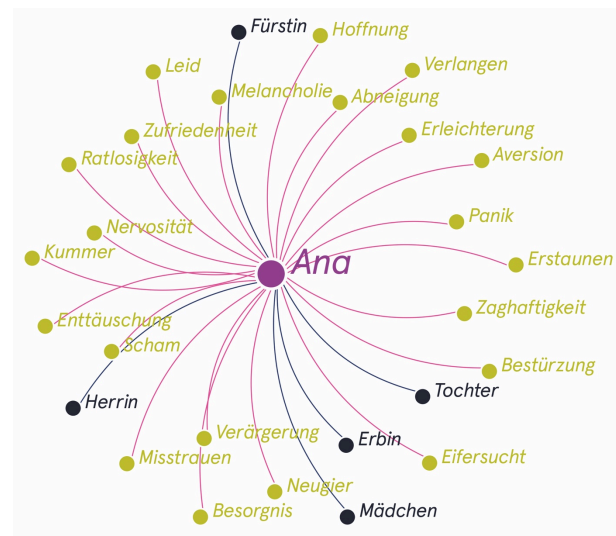 Fürstin
Hoffnung
Leid
Verlangen
Melancholie
Abneigung
Zufriedenheit
Erleichterung
Ratlosigkeit
Aversion
Nervosität
Panik
Kummer
Ana
Erstaunen
Enttäuschung
Zaghaftigkeit
Scham
Bestürzung
Herrin
Tochter
Verärgerung
Erbin
Misstrauen
Eifersucht
Neugier
Besorgnis
Mädchen